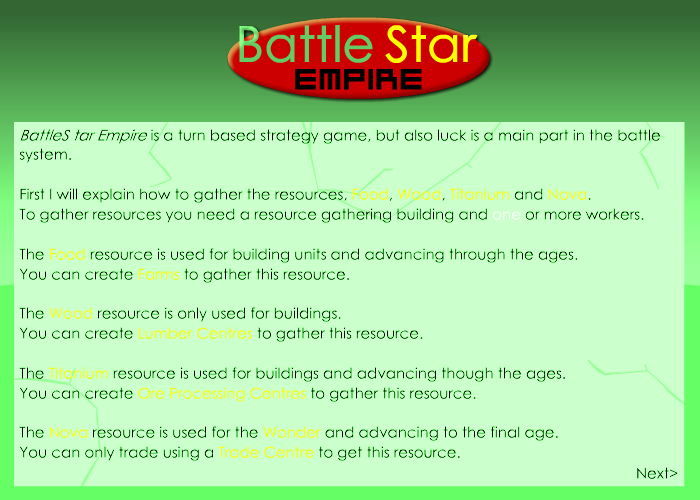 Battle Star
EMPIRE
BattleS tar Empire is a turn based strategy game, but also luck is a main part in the battle
system.
First I will explain how to gather the resources, Food, Wood, Titanium and Nova.
To gather resources you need a resource gathering building and one or more workers.
The Food resource is used for building units and advancing through the ages.
You can create Farms to gather this resource.
The Wood resource is only used for buildings.
You can create Lumber Centres to gather this resource.
The Titanium resource is used for buildings and advancing though the ages.
You can create Ore Processing Centres to gather this resource.
The Nova resource is used for the Wonder and advancing to the final age.
You can only trade using a Trade Centre to get this resource.
Next>